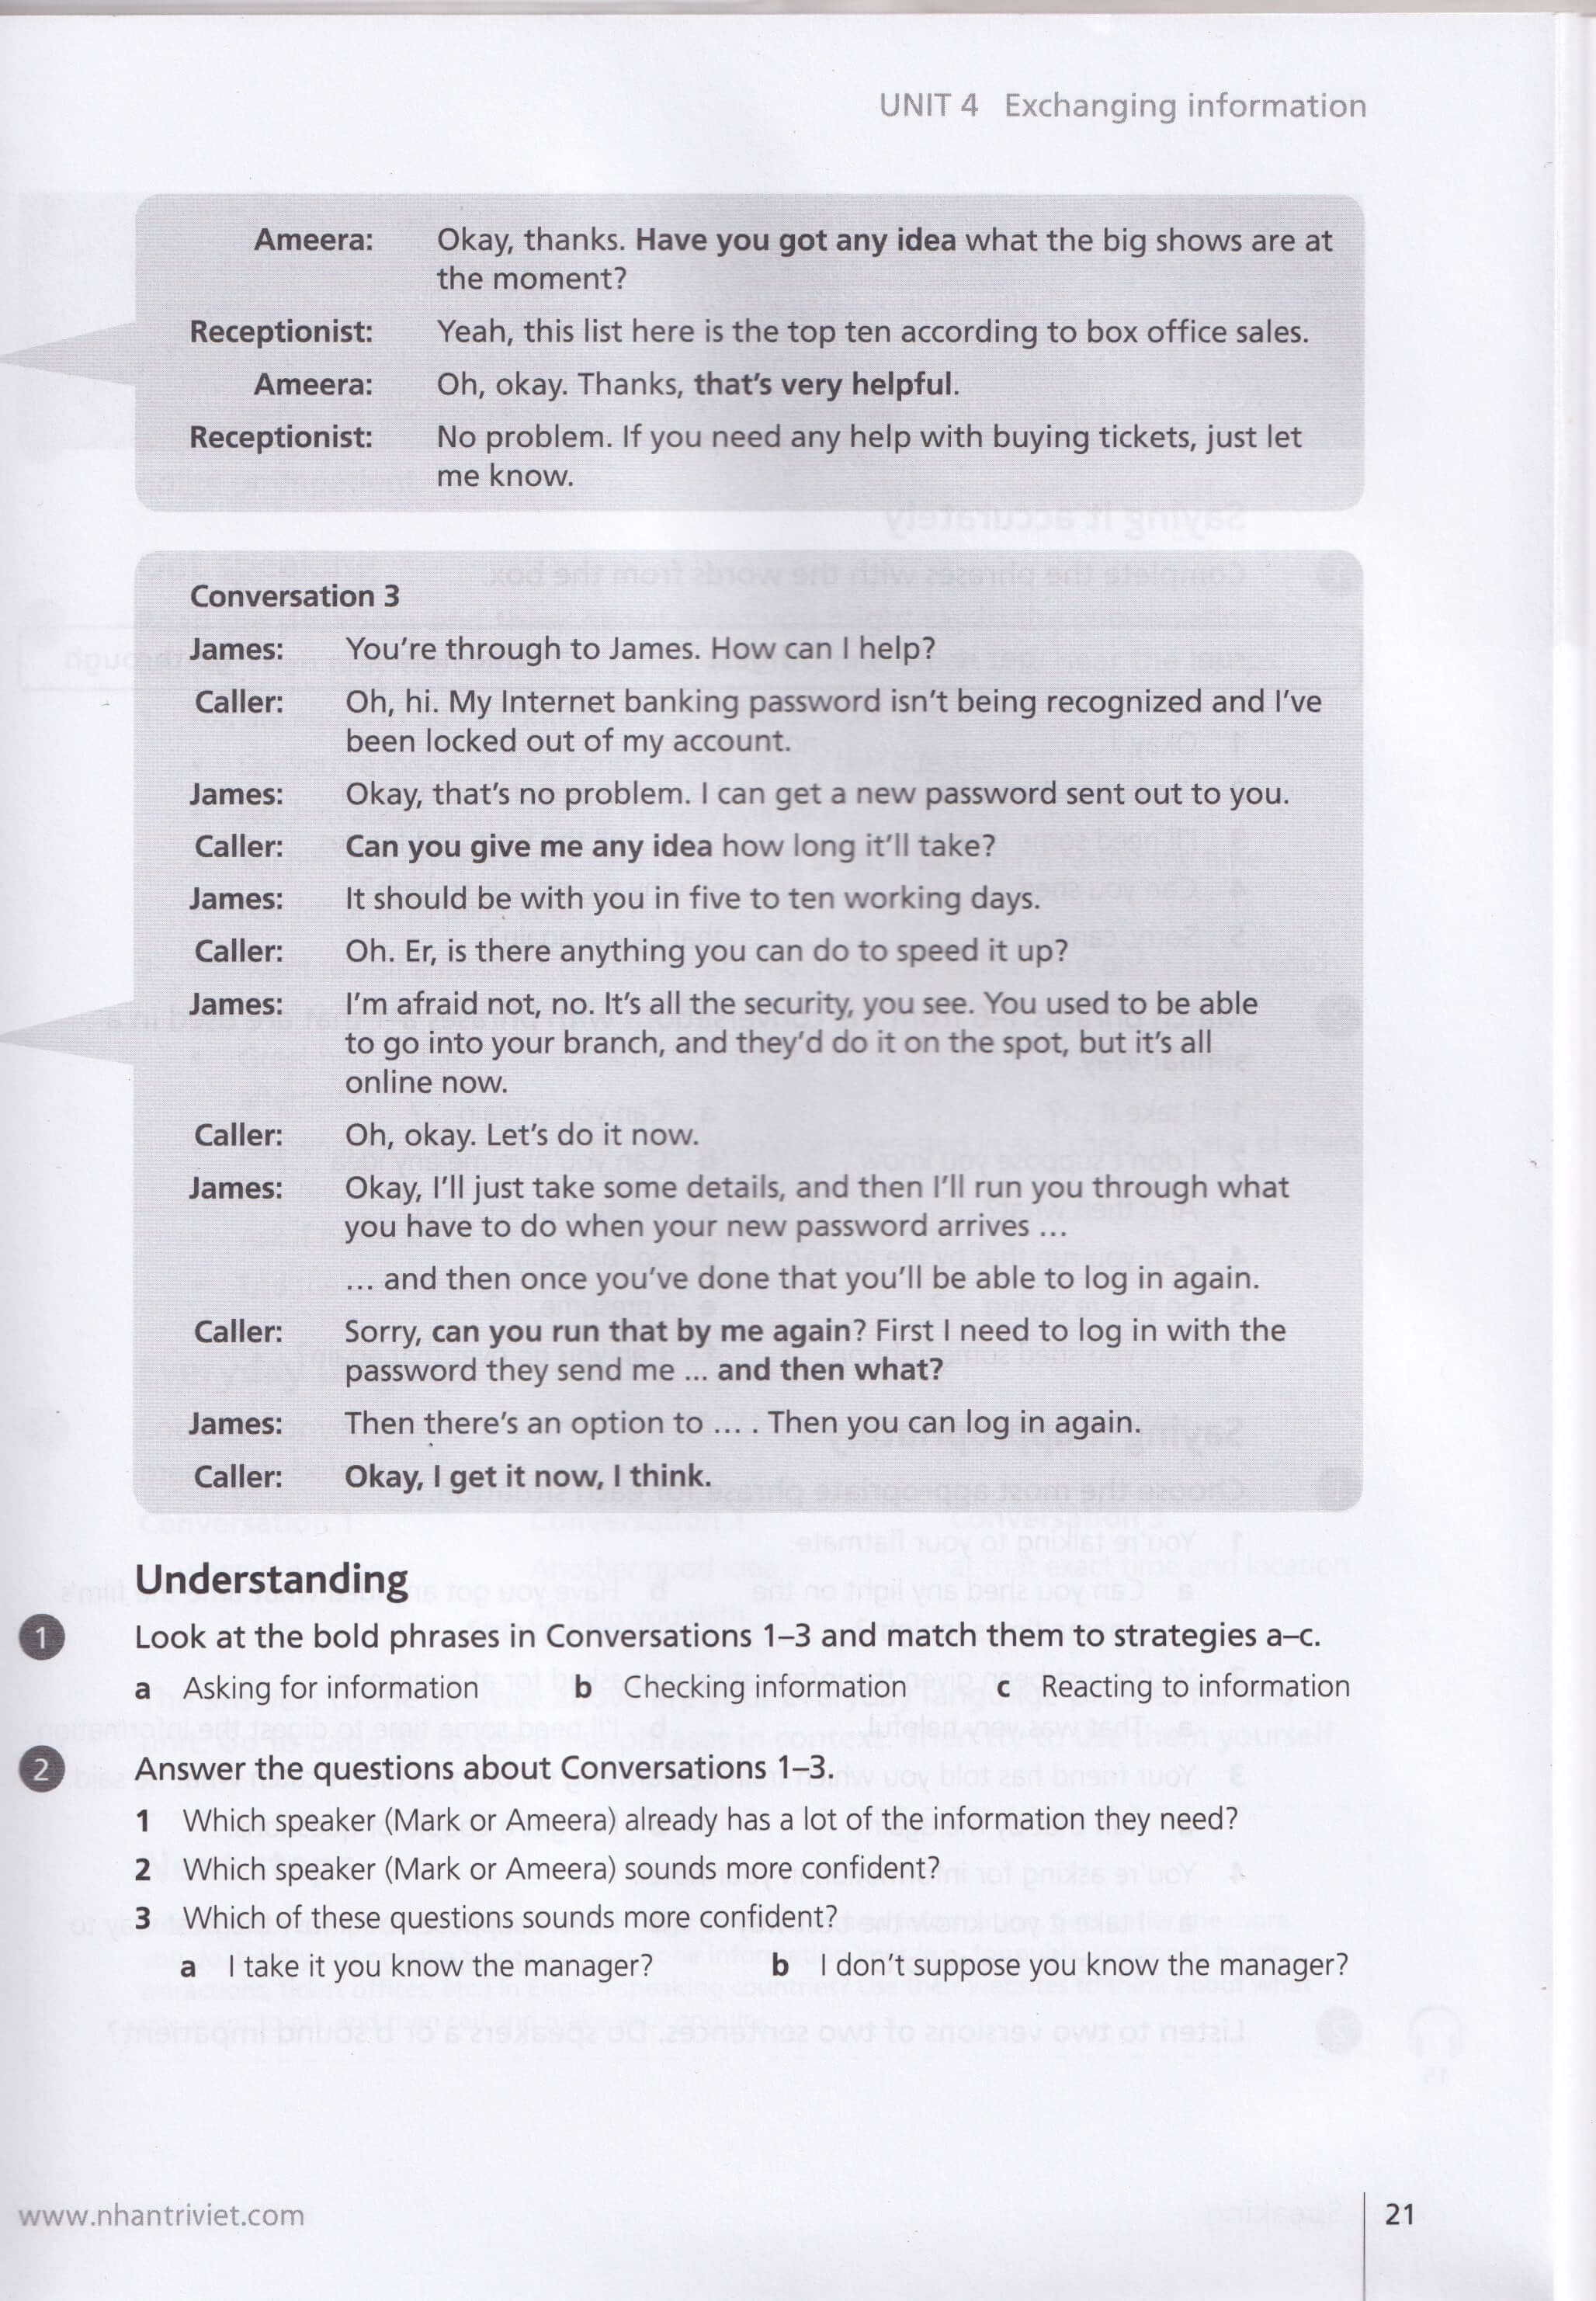 UNIT 4 Exchanging information
Ameera: Okay, thanks. Have you got any idea what the big shows are at
the moment?
Receptionist: Yeah, this list here is the top ten according to box office sales.
Ameera: Oh, okay. Thanks, that's very helpful.
Receptionist: No problem. If you need any help with buying tickets, just let
me know.
Conversation 3
James: You're through to James. How can I help?
Caller: Oh, hi. My Internet banking password isn't being recognized and I've
been locked out of my account.
James: Okay, that's no problem. I can get a new password sent out to you.
Caller: Can you give me any idea how long it'll take?
James: It should be with you in five to ten working days.
Caller: Oh. Er, is there anything you can do to speed it up?
James: I'm afraid not, no. It's all the security, you see. You used to be able
to go into your branch, and they'd do it on the spot, but it's all
online now.
Caller: Oh, okay. Let's do it now.
James: Okay, I'll just take some details, and then I'll run you through what
you have to do when your new password arrives ...
... and then once you've done that you'll be able to log in again.
Caller: Sorry, can you run that by me again? First I need to log in with the
password they send me ... and then what?
James: Then there's an option to ... . Then you can log in again.
Caller: Okay, I get it now, I think.
Understanding
1 Look at the bold phrases in Conversations 1–3 and match them to strategies a–c.
a Asking for information b Checking information c Reacting to information
2 Answer the questions about Conversations 1–3.
1 Which speaker (Mark or Ameera) already has a lot of the information they need?
2 Which speaker (Mark or Ameera) sounds more confident?
3 Which of these questions sounds more confident?
a I take it you know the manager? b I don't suppose you know the manager?
www.nhantriviet.com
21